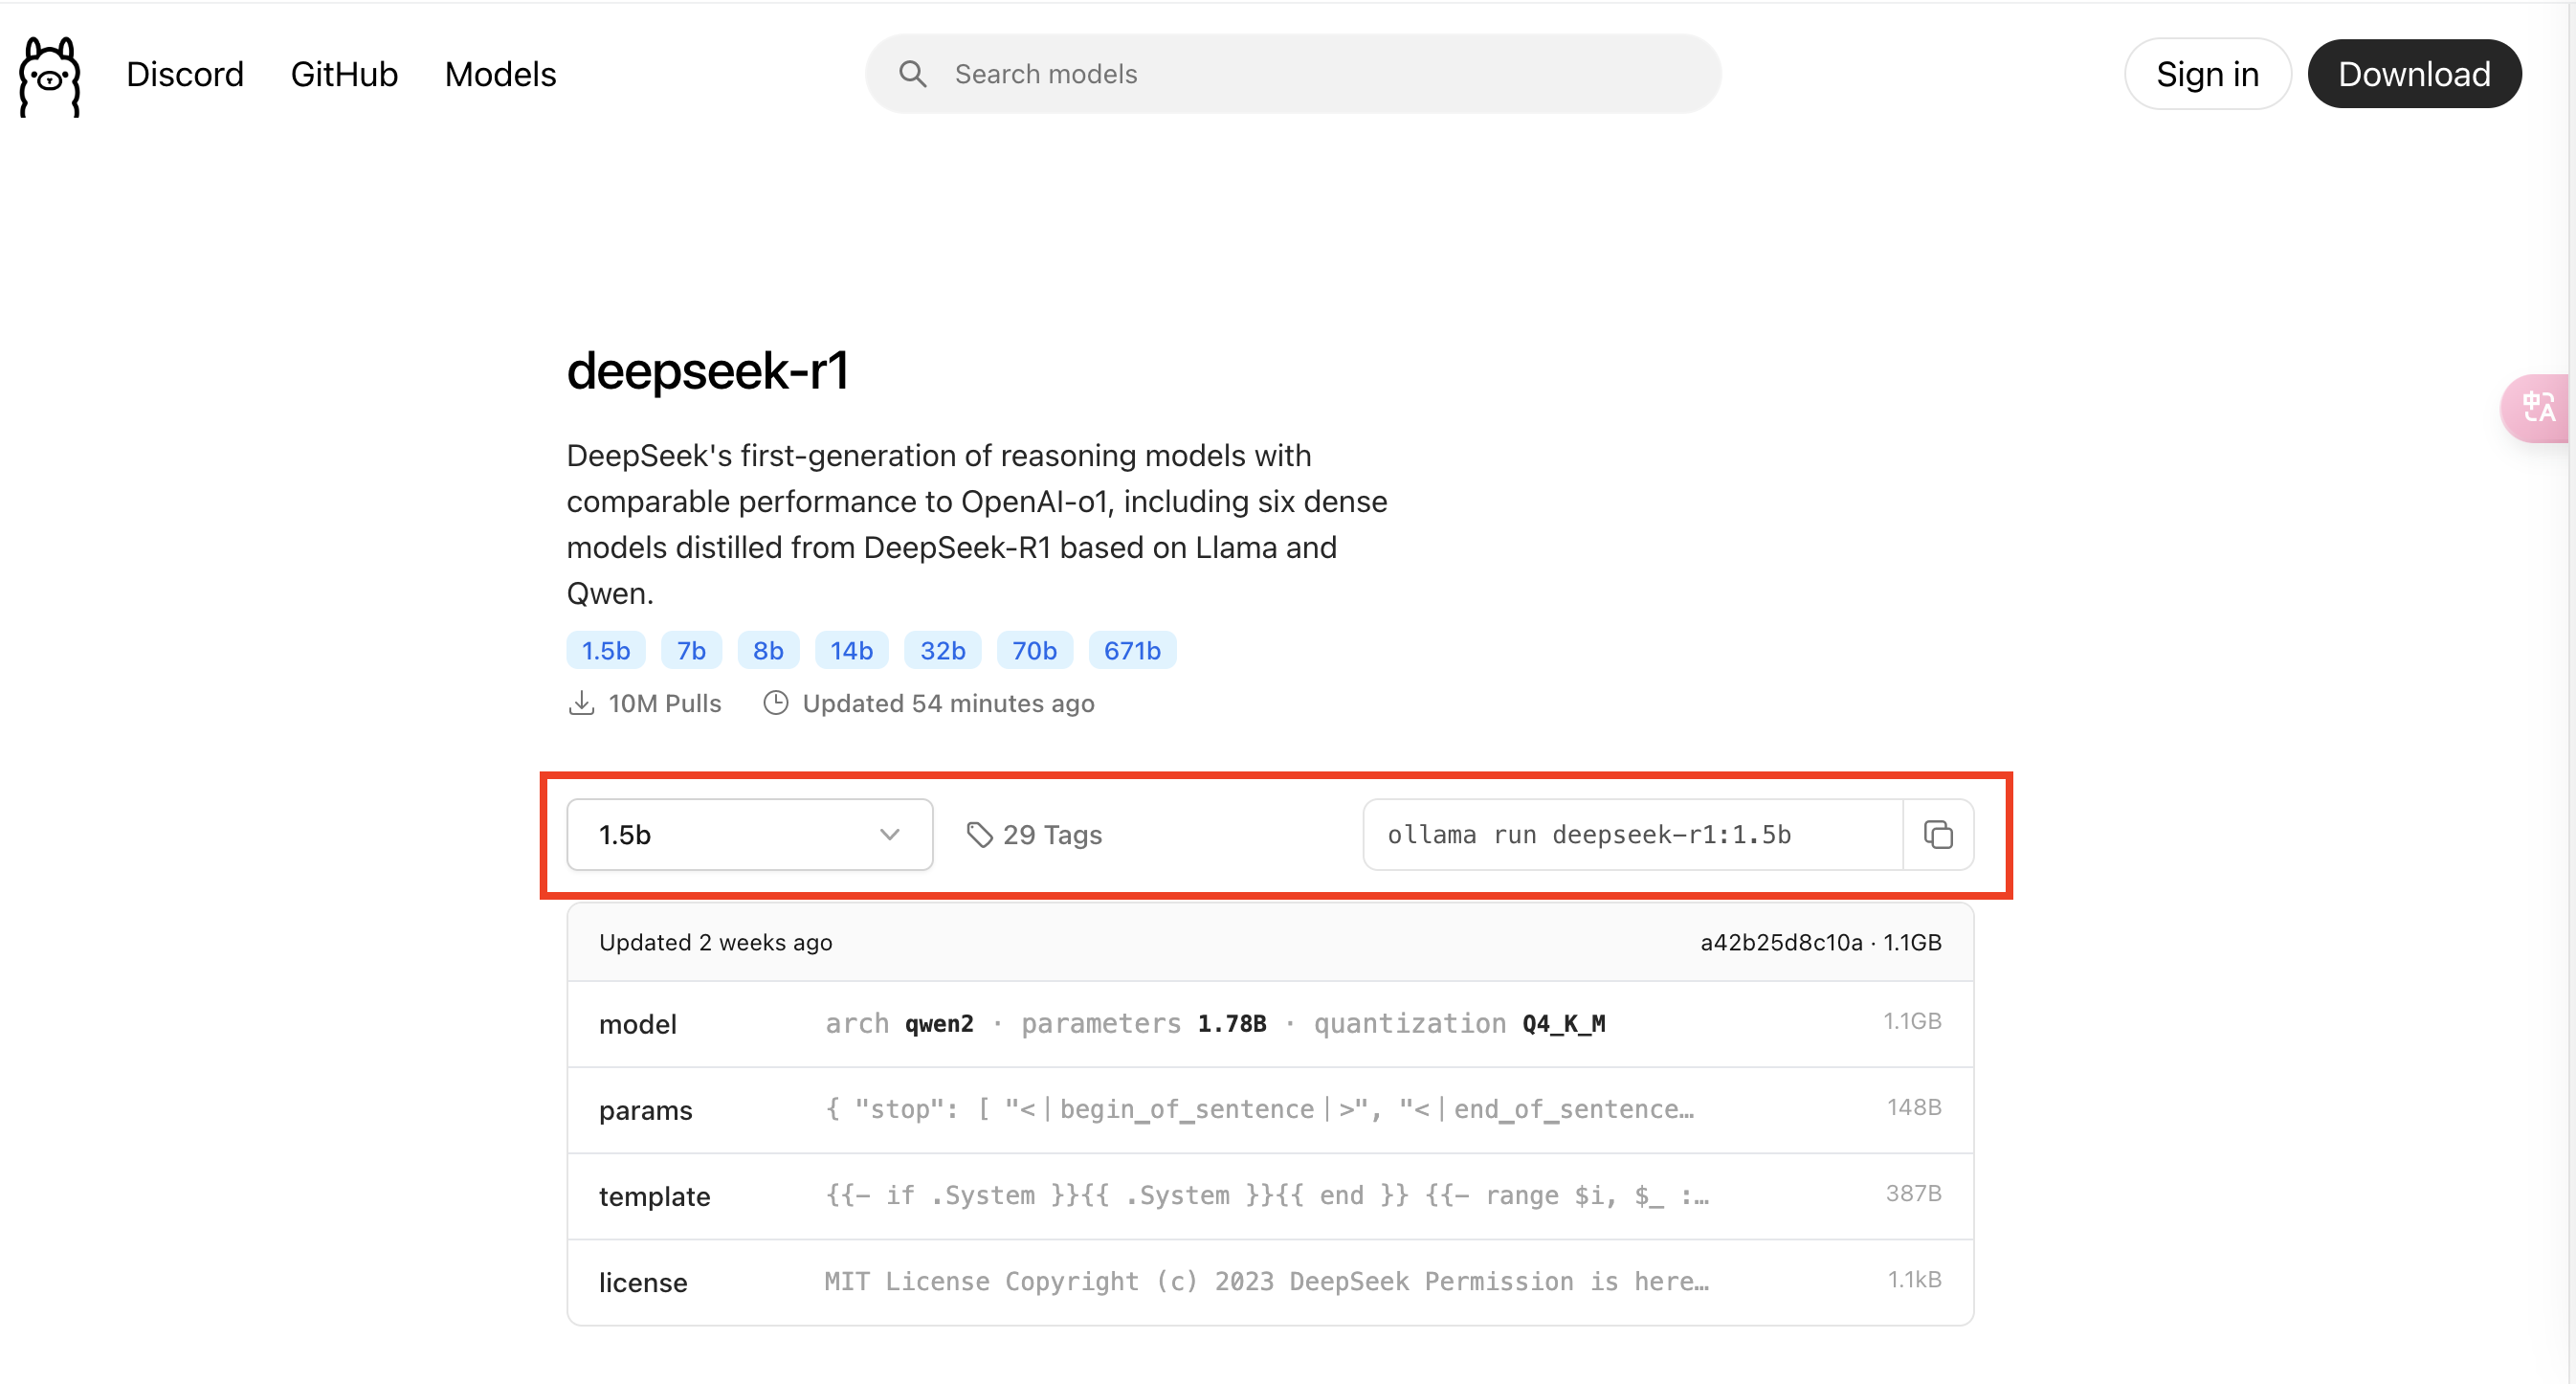 Discord GitHub Models Search models Sign in Download
deepseek-r1
DeepSeek's first-generation of reasoning models with
comparable performance to OpenAI-o1, including six dense
models distilled from DeepSeek-R1 based on Llama and
Qwen.
1.5b 7b 8b 14b 32b 70b 671b
10M Pulls Updated 54 minutes ago
1.5b 29 Tags ollama run deepseek-r1:1.5b
Updated 2 weeks ago a42b25d8c10a · 1.1GB
model arch qwen2 · parameters 1.78B · quantization Q4_K_M 1.1GB
params { "stop": [ "<｜begin_of_sentence｜>", "<｜end_of_sentence… 148B
template {{- if .System }}{{ .System }}{{ end }} {{- range $i, $_ :… 387B
license MIT License Copyright (c) 2023 DeepSeek Permission is here… 1.1kB
中A